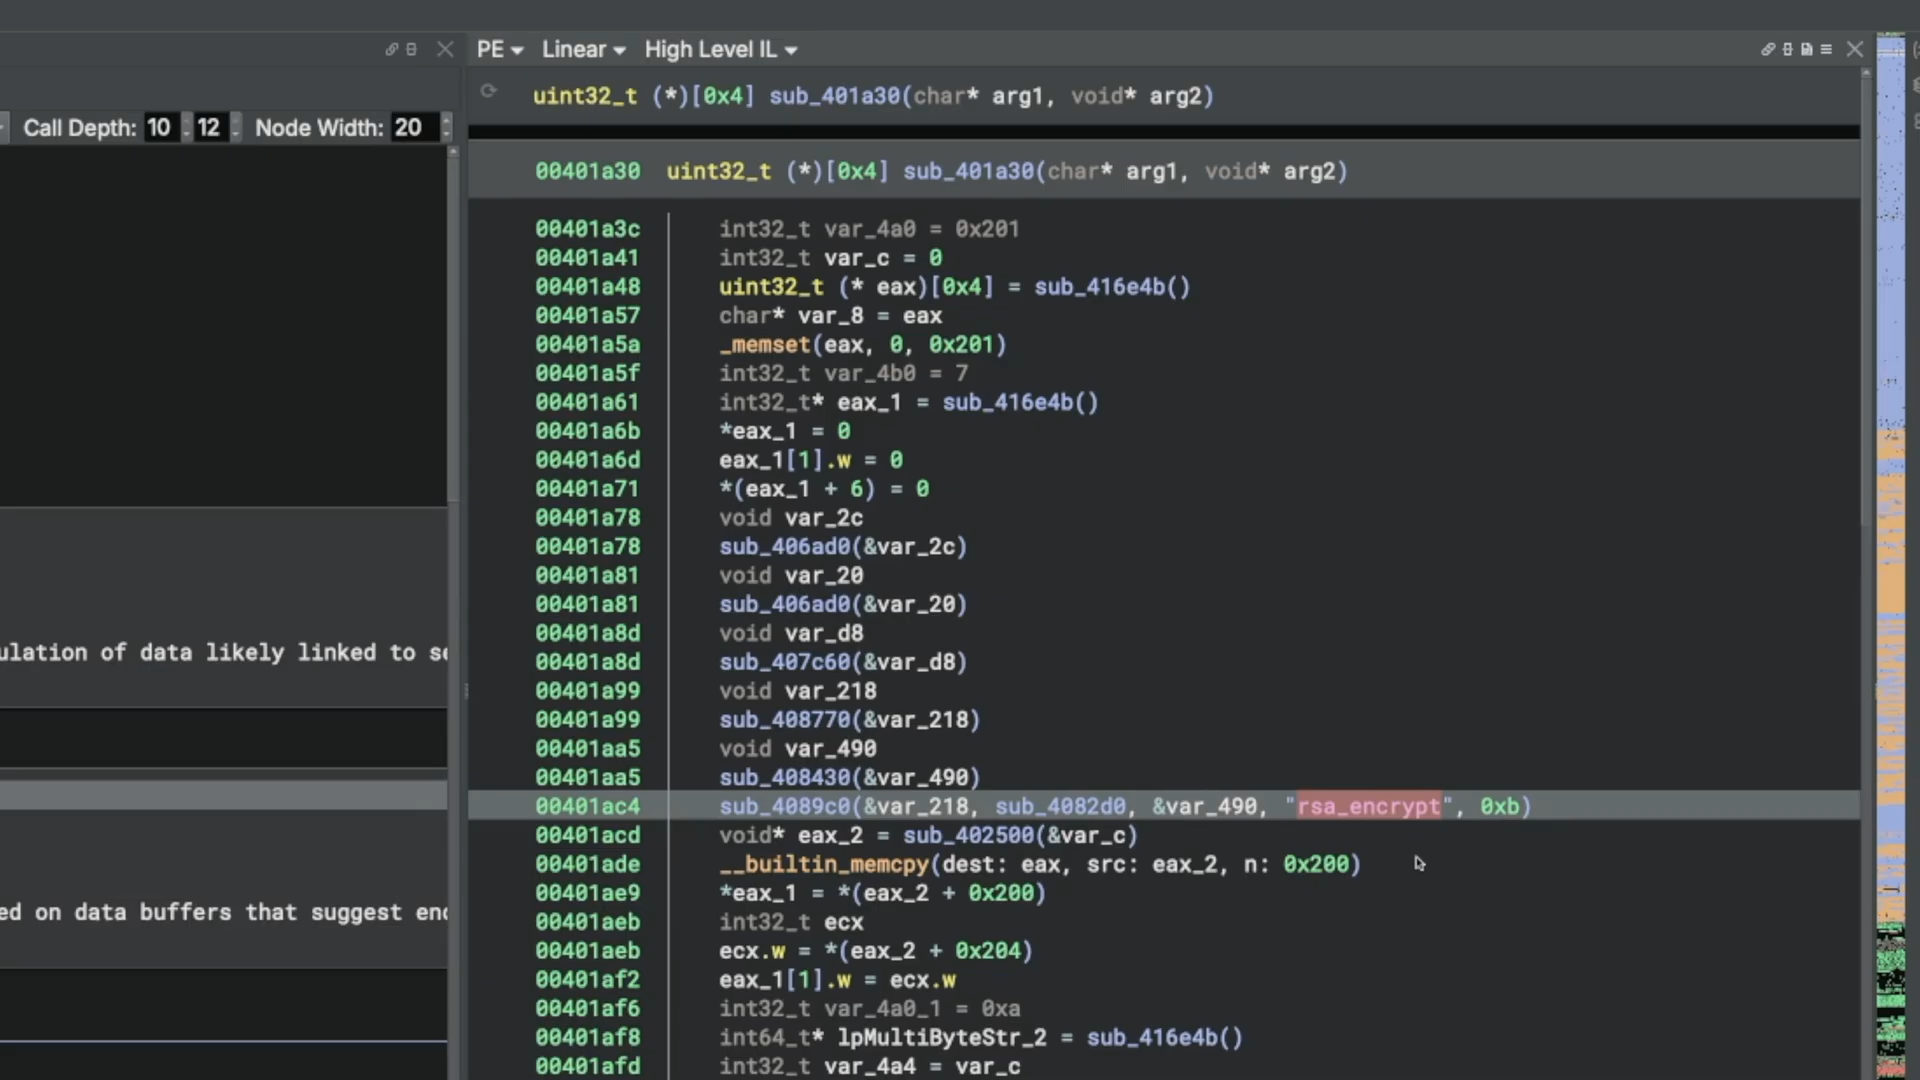 PE Linear High Level IL
uint32_t (*)[0x4] sub_401a30(char* arg1, void* arg2)
Call Depth: 10 12 Node Width: 20
00401a30 uint32_t (*)[0x4] sub_401a30(char* arg1, void* arg2)
00401a3c int32_t var_4a0 = 0x201
00401a41 int32_t var_c = 0
00401a48 uint32_t (* eax)[0x4] = sub_416e4b()
00401a57 char* var_8 = eax
00401a5a _memset(eax, 0, 0x201)
00401a5f int32_t var_4b0 = 7
00401a61 int32_t* eax_1 = sub_416e4b()
00401a6b *eax_1 = 0
00401a6d eax_1[1].w = 0
00401a71 *(eax_1 + 6) = 0
00401a78 void var_2c
00401a78 sub_406ad0(&var_2c)
00401a81 void var_20
00401a81 sub_406ad0(&var_20)
00401a8d void var_d8
ulation of data likely linked to se
00401a8d sub_407c60(&var_d8)
00401a99 void var_218
00401a99 sub_408770(&var_218)
00401aa5 void var_490
00401aa5 sub_408430(&var_490)
00401ac4 sub_4089c0(&var_218, sub_4082d0, &var_490, "rsa_encrypt", 0xb)
00401acd void* eax_2 = sub_402500(&var_c)
00401ade __builtin_memcpy(dest: eax, src: eax_2, n: 0x200)
00401ae9 *eax_1 = *(eax_2 + 0x200)
ed on data buffers that suggest enc
00401aeb int32_t ecx
00401aeb ecx.w = *(eax_2 + 0x204)
00401af2 eax_1[1].w = ecx.w
00401af6 int32_t var_4a0_1 = 0xa
00401af8 int64_t* lpMultiByteStr_2 = sub_416e4b()
00401afd int32_t var_4a4 = var_c